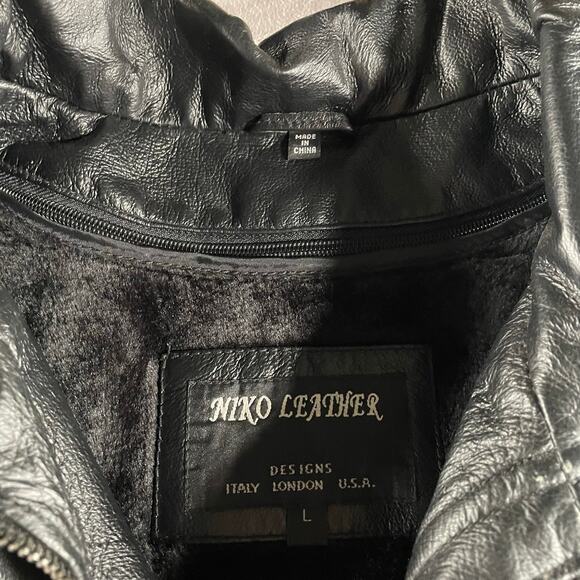 MADE
IN
CHINA
NIKO LEATHER
DESIGNS
ITALY LONDON U.S.A.
L